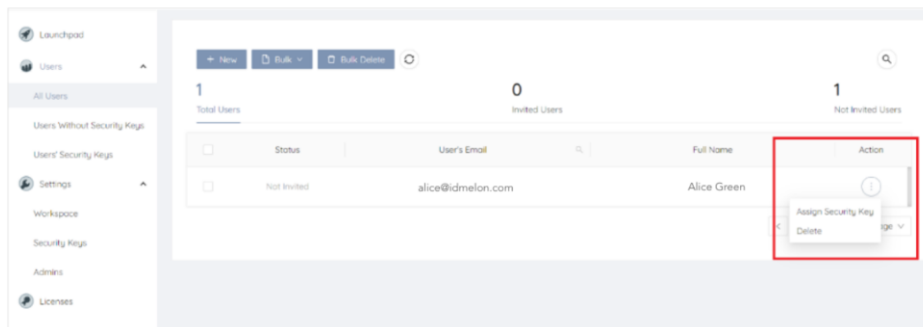 Launchpad
Users
All Users
Users Without Security Keys
Users' Security Keys
Settings
Workspace
Security Keys
Admins
Licenses
+ New
Bulk
Bulk Delete
1
Total Users
0
Invited Users
1
Not Invited Users
Status
User's Email
Full Name
Action
Not Invited
alice@idmelon.com
Alice Green
Assign Security Key
Delete